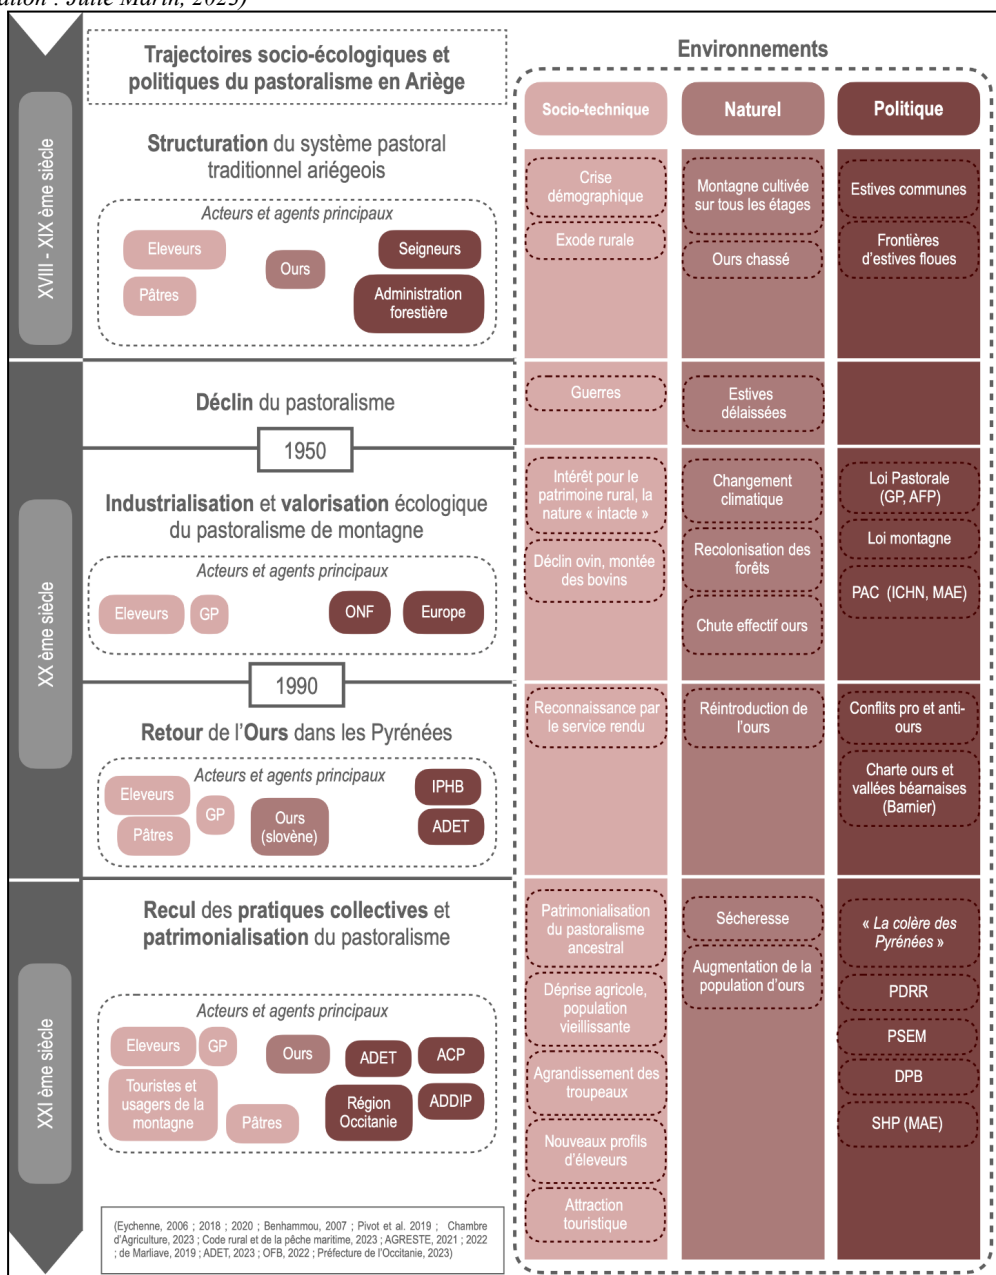 ation : Julie Marin, 2023)
Trajectoires socio-écologiques et
politiques du pastoralisme en Ariège
Environnements
Socio-technique
Naturel
Politique
XVIII - XIX ème siècle
Structuration du système pastoral
traditionnel ariégeois
Acteurs et agents principaux
Eleveurs
Pâtres
Ours
Seigneurs
Administration
forestière
Crise
démographique
Exode rurale
Montagne cultivée
sur tous les étages
Ours chassé
Estives communes
Frontières
d'estives floues
XX ème siècle
Déclin du pastoralisme
Guerres
Estives
délaissées
1950
Industrialisation et valorisation écologique
du pastoralisme de montagne
Acteurs et agents principaux
Eleveurs
GP
ONF
Europe
Intérêt pour le
patrimoine rural, la
nature « intacte »
Déclin ovin, montée
des bovins
Changement
climatique
Recolonisation des
forêts
Chute effectif ours
Loi Pastorale
(GP, AFP)
Loi montagne
PAC (ICHN, MAE)
1990
Retour de l'Ours dans les Pyrénées
Acteurs et agents principaux
Eleveurs
Pâtres
GP
Ours
(slovène)
IPHB
ADET
Reconnaissance par
le service rendu
Réintroduction de
l'ours
Conflits pro et anti-
ours
Charte ours et
vallées béarnaises
(Barnier)
XXI ème siècle
Recul des pratiques collectives et
patrimonialisation du pastoralisme
Acteurs et agents principaux
Eleveurs
GP
Touristes et
usagers de la
montagne
Pâtres
Ours
ADET
ACP
Région
Occitanie
ADDIP
Patrimonialisation
du pastoralisme
ancestral
Déprise agricole,
population
vieillissante
Agrandissement des
troupeaux
Nouveaux profils
d'éleveurs
Attraction
touristique
Sécheresse
Augmentation de la
population d'ours
« La colère des
Pyrénées »
PDRR
PSEM
DPB
SHP (MAE)
(Eychenne, 2006 ; 2018 ; 2020 ; Benhammou, 2007 ; Pivot et al. 2019 ; Chambre
d'Agriculture, 2023 ; Code rural et de la pêche maritime, 2023 ; AGRESTE, 2021 ; 2022
; de Marliave, 2019 ; ADET, 2023 ; OFB, 2022 ; Préfecture de l'Occitanie, 2023)